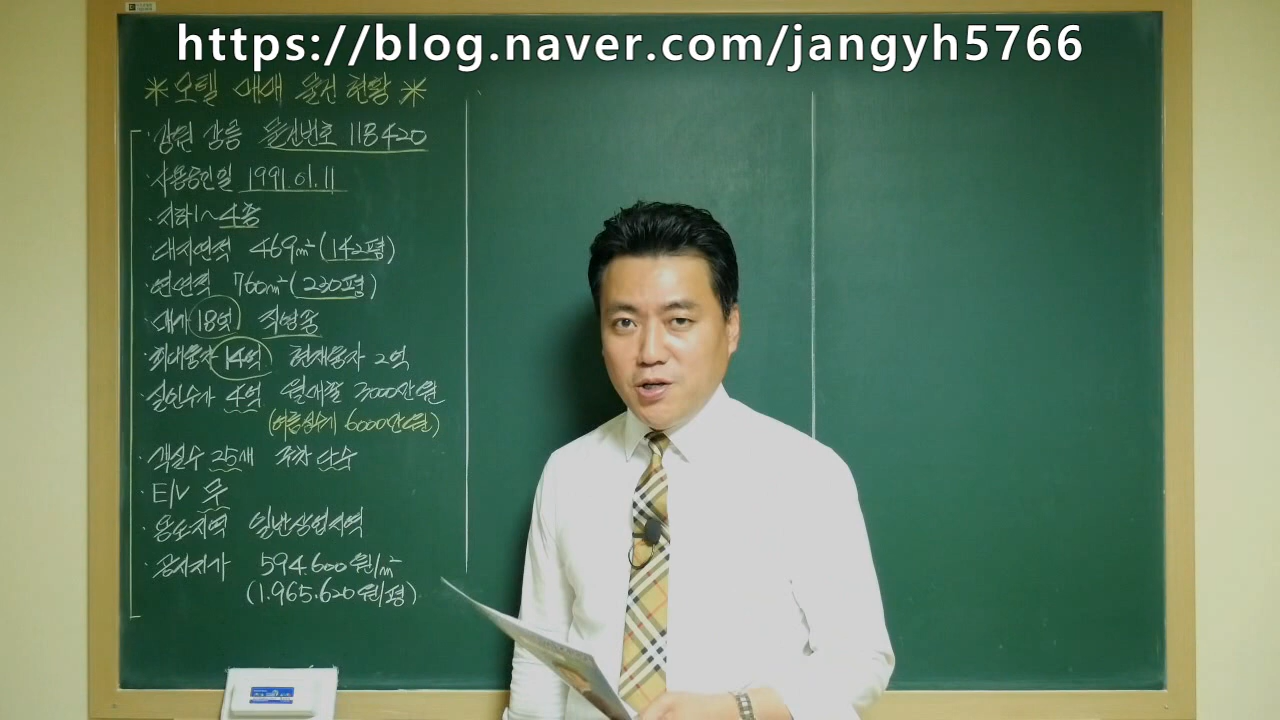 https://blog.naver.com/jangyh5766
*모텔 매매 물건 현황*
· 강원 강릉 물건번호 118420
· 사용승인일 1991.01.11
· 지하1~4층
· 대지면적 469㎡ (142평)
· 연면적 760㎡ (230평)
· 매가 18억 직영중
· 최대융자 14억 현재융자 2억
· 실인수가 4억 월매출 3000만원
(여름성수기 6000만원)
· 객실수 25개 주차 단수
· E/V 무
· 용도지역 일반상업지역
· 공시지가 594.600원/㎡
(1.965.620원/평)